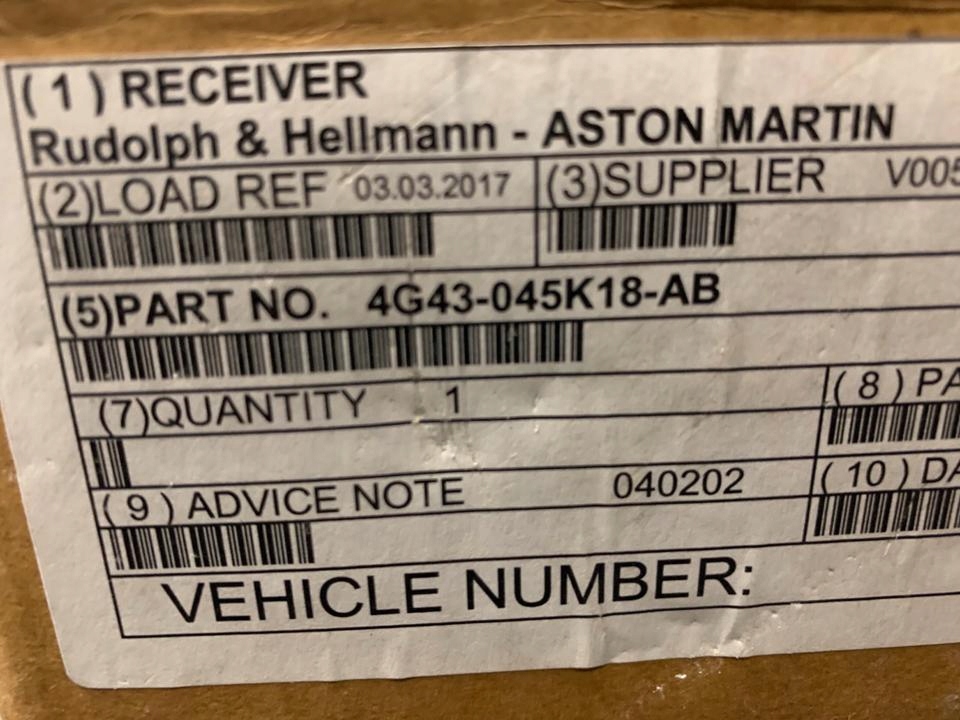 ( 1 ) RECEIVER
Rudolph & Hellmann - ASTON MARTIN
(2)LOAD REF 03.03.2017 (3)SUPPLIER V005
(5)PART NO. 4G43-045K18-AB
(7)QUANTITY 1 ( 8 ) PA
( 9 ) ADVICE NOTE 040202 ( 10 ) DA
VEHICLE NUMBER: